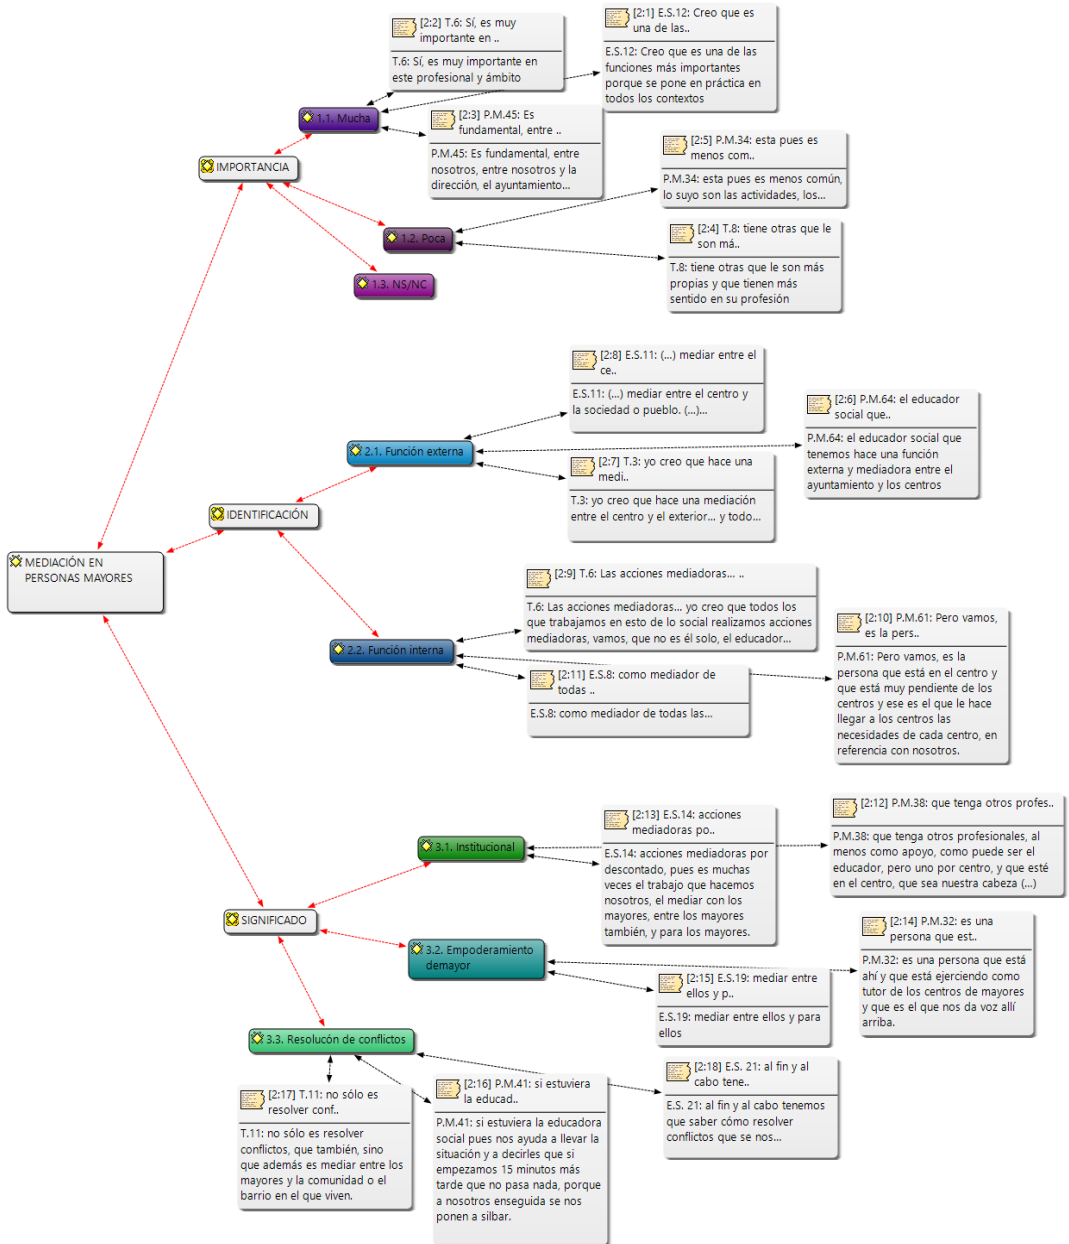 [2:2] T.6: Sí, es muy
importante en ..
T.6: Sí, es muy importante en
este profesional y ámbito
[2:1] E.S.12: Creo que es
una de las..
E.S.12: Creo que es una de las
funciones más importantes
porque se pone en práctica en
todos los contextos
1.1. Mucha
[2:3] P.M.45: Es
fundamental, entre ..
P.M.45: Es fundamental, entre
nosotros, entre nosotros y la
dirección, el ayuntamiento...
IMPORTANCIA
[2:5] P.M.34: esta pues es
menos com..
P.M.34: esta pues es menos común,
lo suyo son las actividades, los...
1.2. Poca
[2:4] T.8: tiene otras que le
son má..
T.8: tiene otras que le son más
propias y que tienen más
sentido en su profesión
1.3. NS/NC
[2:8] E.S.11: (...) mediar entre el
ce..
E.S.11: (...) mediar entre el centro y
la sociedad o pueblo. (...)...
[2:6] P.M.64: el educador
social que..
P.M.64: el educador social que
tenemos hace una función
externa y mediadora entre el
ayuntamiento y los centros
2.1. Función externa
[2:7] T.3: yo creo que hace una
medi..
T.3: yo creo que hace una mediación
entre el centro y el exterior... y todo...
IDENTIFICACIÓN
MEDIACIÓN EN
PERSONAS MAYORES
[2:9] T.6: Las acciones mediadoras... ..
T.6: Las acciones mediadoras... yo creo que todos los
que trabajamos en esto de lo social realizamos acciones
mediadoras, vamos, que no es él solo, el educador...
[2:10] P.M.61: Pero vamos,
es la pers..
P.M.61: Pero vamos, es la
persona que está en el centro y
que está muy pendiente de los
centros y ese es el que le hace
llegar a los centros las
necesidades de cada centro, en
referencia con nosotros.
2.2. Función interna
[2:11] E.S.8: como mediador de
todas ..
E.S.8: como mediador de todas las...
[2:13] E.S.14: acciones
mediadoras po..
E.S.14: acciones mediadoras por
descontado, pues es muchas
veces el trabajo que hacemos
nosotros, el mediar con los
mayores, entre los mayores
también, y para los mayores.
[2:12] P.M.38: que tenga otros profes..
P.M.38: que tenga otros profesionales, al
menos como apoyo, como puede ser el
educador, pero uno por centro, y que esté
en el centro, que sea nuestra cabeza (...)
3.1. Institucional
SIGNIFICADO
3.2. Empoderamiento
demayor
[2:14] P.M.32: es una
persona que est..
P.M.32: es una persona que está
ahí y que está ejerciendo como
tutor de los centros de mayores
y que es el que nos da voz allí
arriba.
[2:15] E.S.19: mediar entre
ellos y p..
E.S.19: mediar entre ellos y para
ellos
3.3. Resolucón de conflictos
[2:17] T.11: no sólo es
resolver conf..
T.11: no sólo es resolver
conflictos, que también, sino
que además es mediar entre los
mayores y la comunidad o el
barrio en el que viven.
[2:16] P.M.41: si estuviera
la educad..
P.M.41: si estuviera la educadora
social pues nos ayuda a llevar la
situación y a decirles que si
empezamos 15 minutos más
tarde que no pasa nada, porque
a nosotros enseguida se nos
ponen a silbar.
[2:18] E.S. 21: al fin y al
cabo tene..
E.S. 21: al fin y al cabo tenemos
que saber cómo resolver
conflictos que se nos...